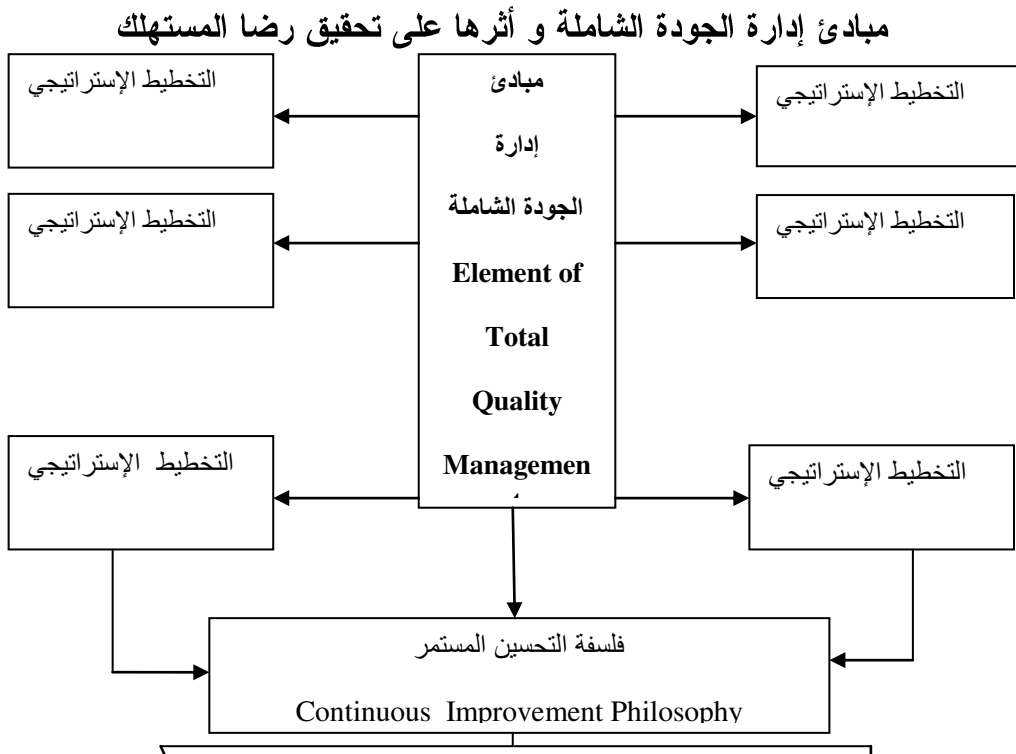 مبادئ إدارة الجودة الشاملة و أثرها على تحقيق رضا المستهلك
التخطيط الإستراتيجي
التخطيط الإستراتيجي
مبادئ
إدارة
الجودة الشاملة
Element of
Total
Quality
Managemen
التخطيط الإستراتيجي
التخطيط الإستراتيجي
التخطيط الإستراتيجي
التخطيط الإستراتيجي
فلسفة التحسين المستمر
Continuous Improvement Philosophy